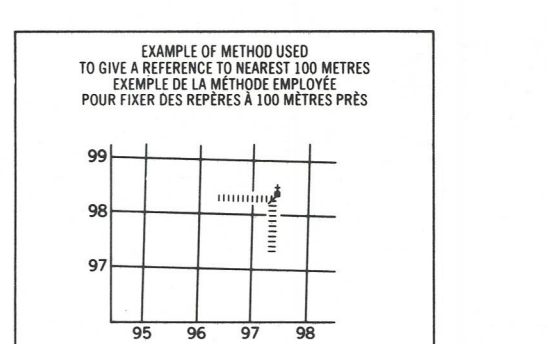 EXAMPLE OF METHOD USED
TO GIVE A REFERENCE TO NEAREST 100 METRES
EXEMPLE DE LA MÉTHODE EMPLOYÉE
POUR FIXER DES REPÈRES À 100 MÈTRES PRÈS
99
98
97
95 96 97 98